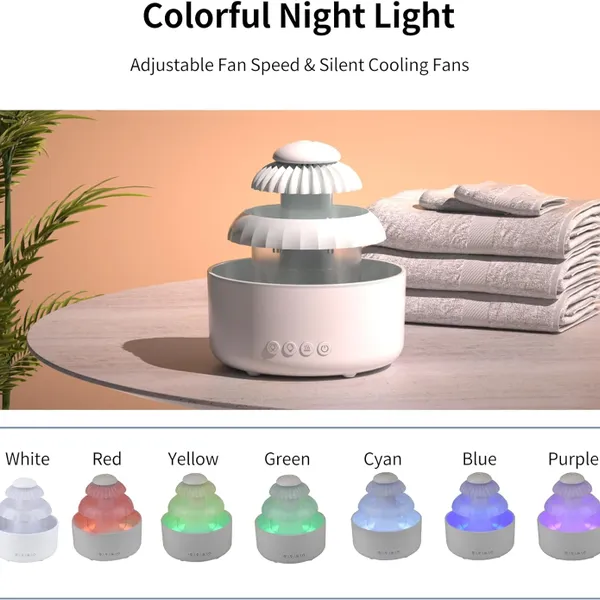 Colorful Night Light
Adjustable Fan Speed & Silent Cooling Fans
White Red Yellow Green Cyan Blue Purple